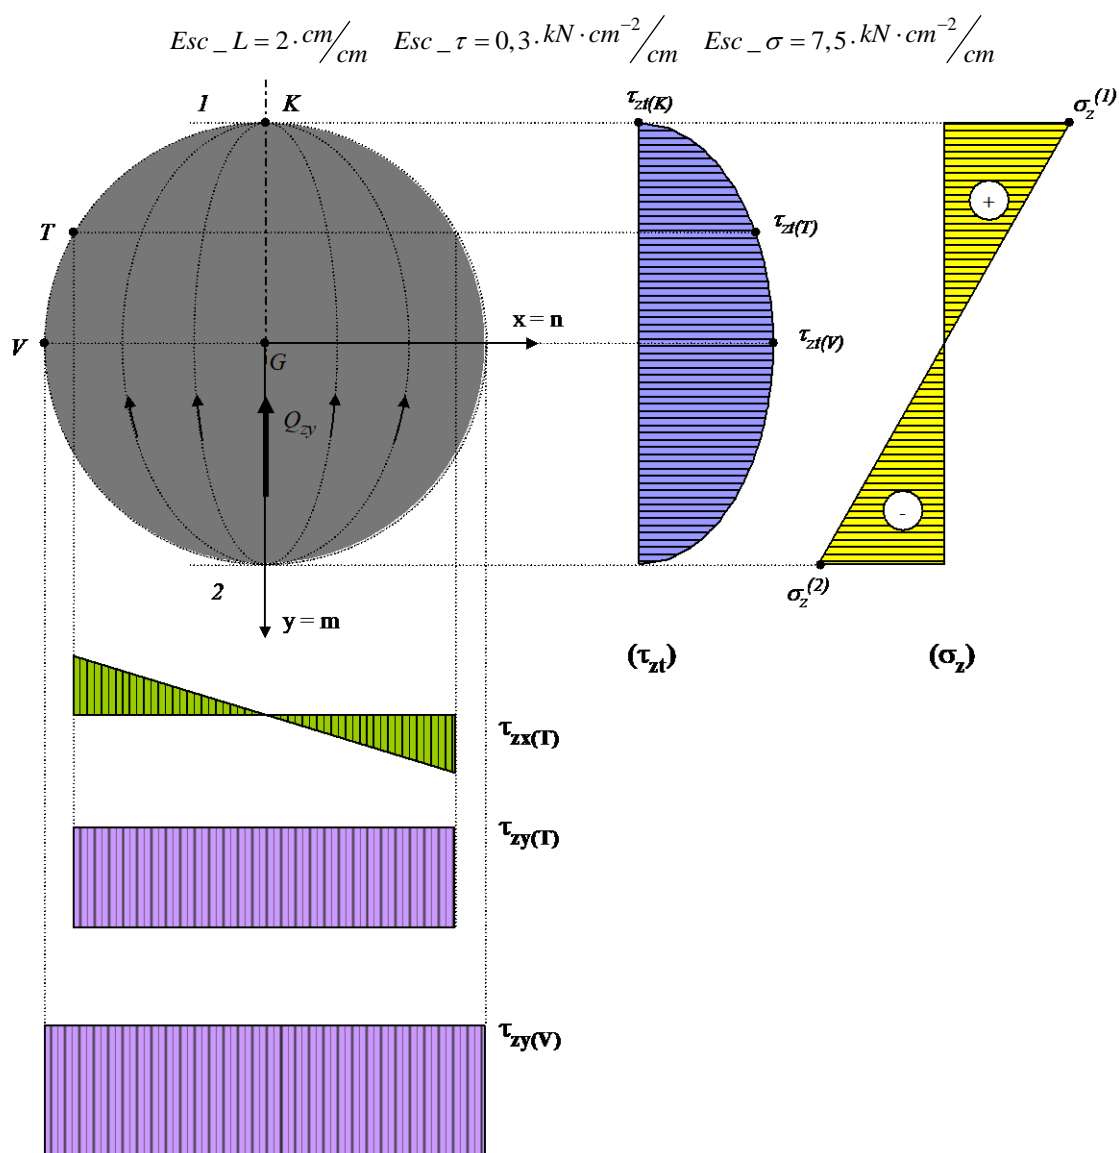 Esc_L = 2·cm/cm Esc_τ = 0,3·kN·cm⁻²/cm Esc_σ = 7,5·kN·cm⁻²/cm
1 K τzt(K) σz(1)
+
T τzt(T)
x = n
V τzt(V)
G
Qzy
-
2 σz(2)
y = m
(τzt) (σz)
τzx(T)
τzy(T)
τzy(V)